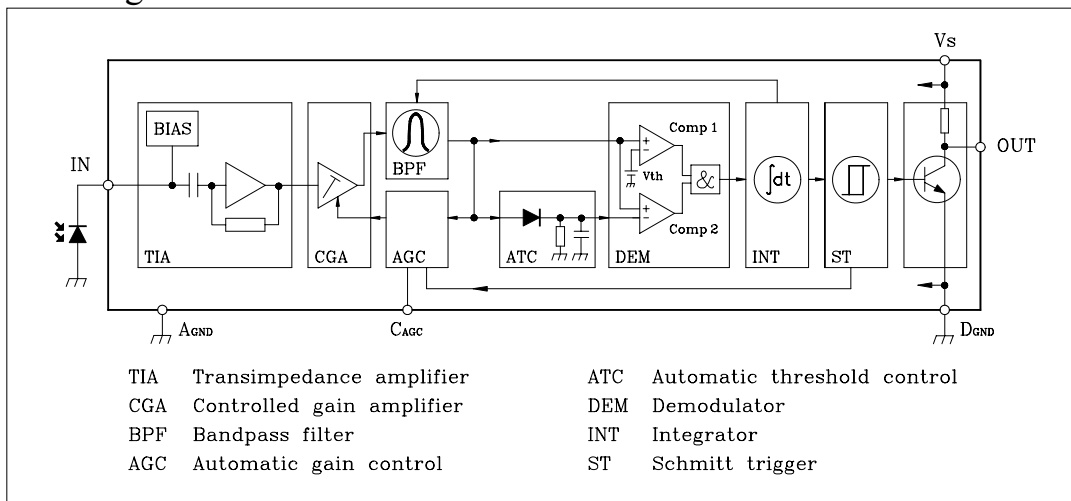 Vs
BIAS
IN
BPF
Comp 1
Vth
&
∫dt
OUT
Comp 2
TIA
CGA
AGC
ATC
DEM
INT
ST
AGND
CAGC
DGND
TIA Transimpedance amplifier
CGA Controlled gain amplifier
BPF Bandpass filter
AGC Automatic gain control
ATC Automatic threshold control
DEM Demodulator
INT Integrator
ST Schmitt trigger